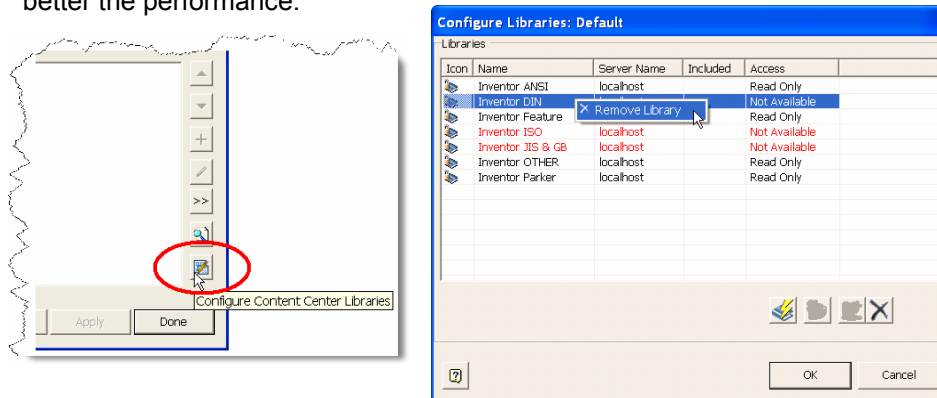 better the performance.
>>
Configure Content Center Libraries
Apply Done
Configure Libraries: Default
Libraries
Icon Name Server Name Included Access
Inventor ANSI localhost Read Only
Inventor DIN Not Available
Remove Library
Inventor Feature Read Only
Inventor ISO localhost Not Available
Inventor JIS & GB localhost Not Available
Inventor OTHER localhost Read Only
Inventor Parker localhost Read Only
OK Cancel